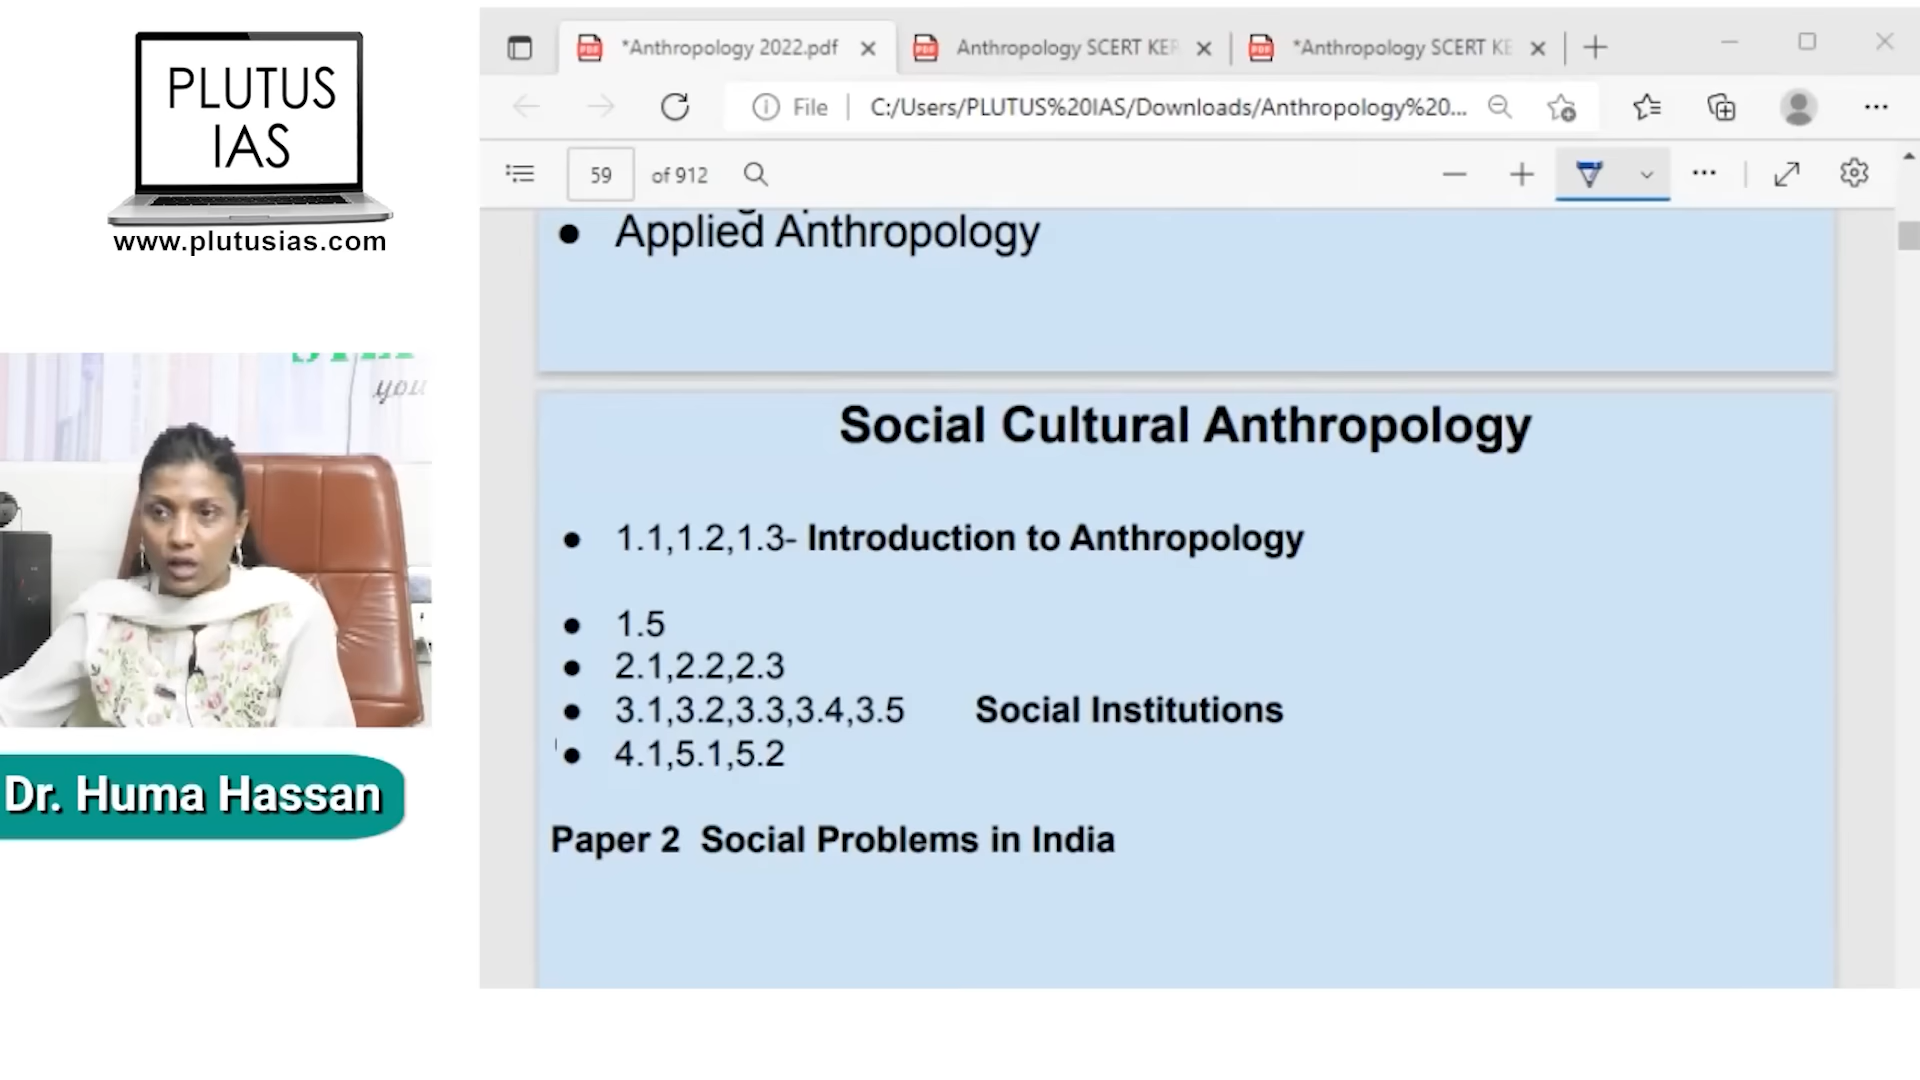 PLUTUS
IAS
www.plutusias.com
you
Dr. Huma Hassan
*Anthropology 2022.pdf
Anthropology SCERT KER
*Anthropology SCERT KE
File
C:/Users/PLUTUS%20IAS/Downloads/Anthropology%20...
59 of 912
● Applied Anthropology
Social Cultural Anthropology
● 1.1,1.2,1.3- Introduction to Anthropology
● 1.5
● 2.1,2.2,2.3
● 3.1,3.2,3.3,3.4,3.5 Social Institutions
● 4.1,5.1,5.2
Paper 2 Social Problems in India